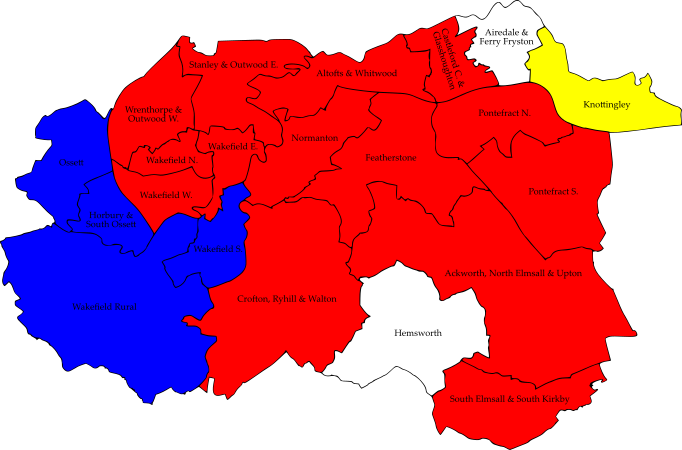 Airedale &
Ferry Fryston
Castleford C. &
Glasshoughton
Stanley & Outwood E.
Altofts & Whitwood
Knottingley
Wrenthorpe &
Outwood W.
Pontefract N.
Normanton
Wakefield E.
Featherstone
Wakefield N.
Ossett
Wakefield W.
Pontefract S.
Horbury &
South Ossett
Wakefield S.
Ackworth, North Elmsall & Upton
Crofton, Ryhill & Walton
Wakefield Rural
Hemsworth
South Elmsall & South Kirkby